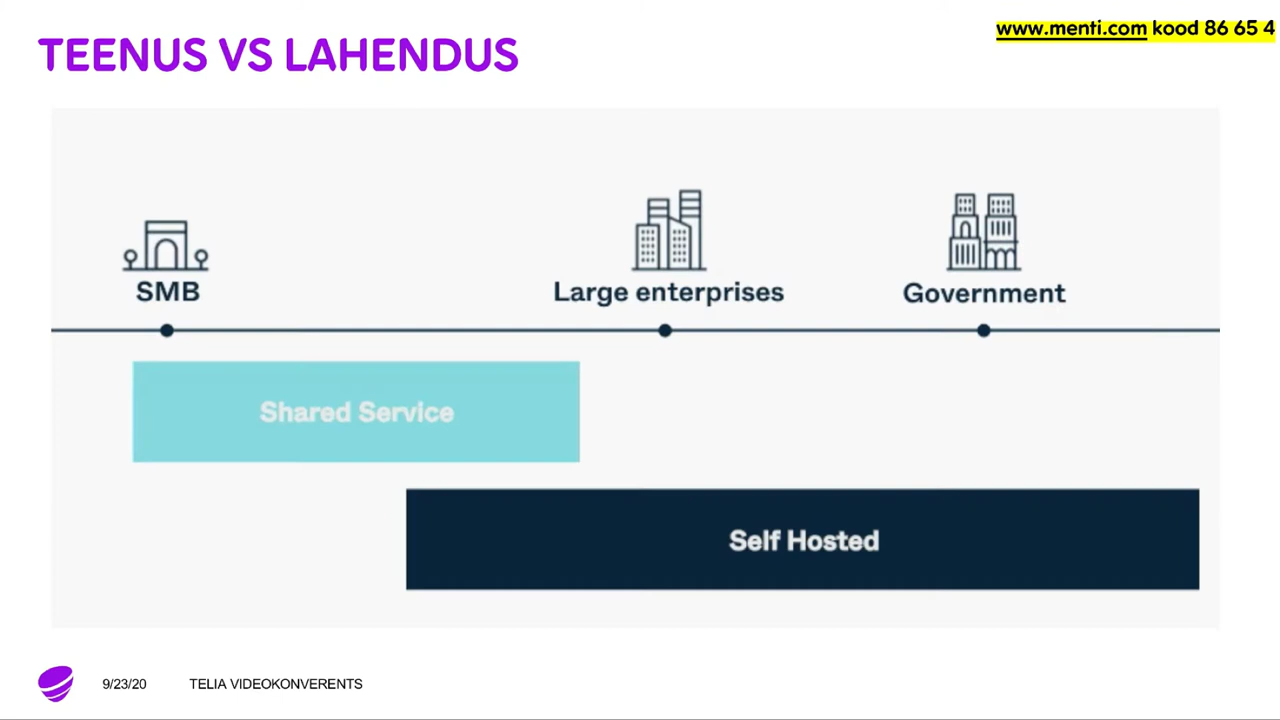 www.menti.com kood 86 65 4
TEENUS VS LAHENDUS
SMB
Large enterprises
Government
Shared Service
Self Hosted
9/23/20
TELIA VIDEOKONVERENTS